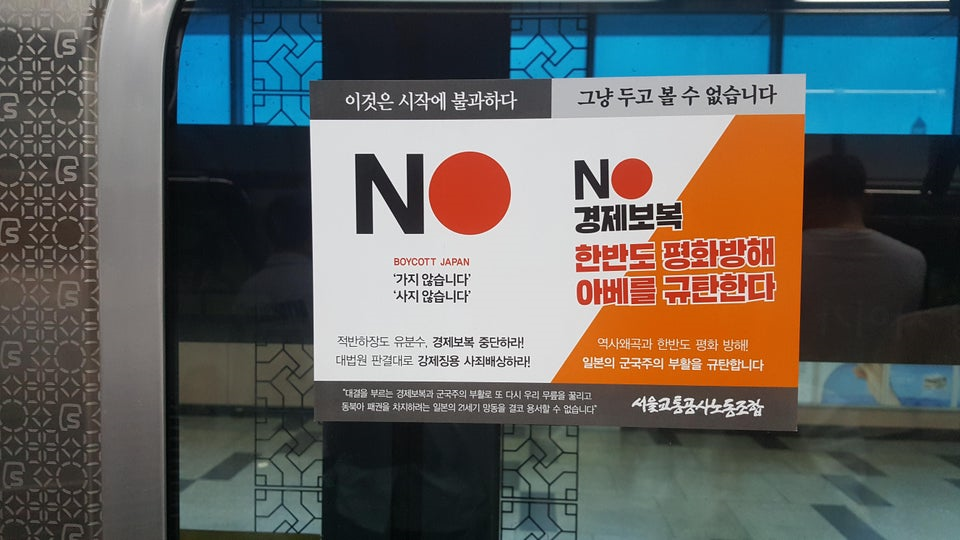 이것은 시작에 불과하다
NO
BOYCOTT JAPAN
'가지 않습니다'
'사지 않습니다'
적반하장도 유분수, 경제보복 중단하라!
대법원 판결대로 강제징용 사죄배상하라!
그냥 두고 볼 수 없습니다
NO
경제보복
한반도 평화방해
아베를 규탄한다
역사왜곡과 한반도 평화 방해!
일본의 군국주의 부활을 규탄합니다
"대결을 부르는 경제보복과 군국주의 부활로 또 다시 우리 무릎을 꿇리고
동북아 패권을 차지하려는 일본의 21세기 망동을 결코 용서할 수 없습니다"
서울교통공사노동조합